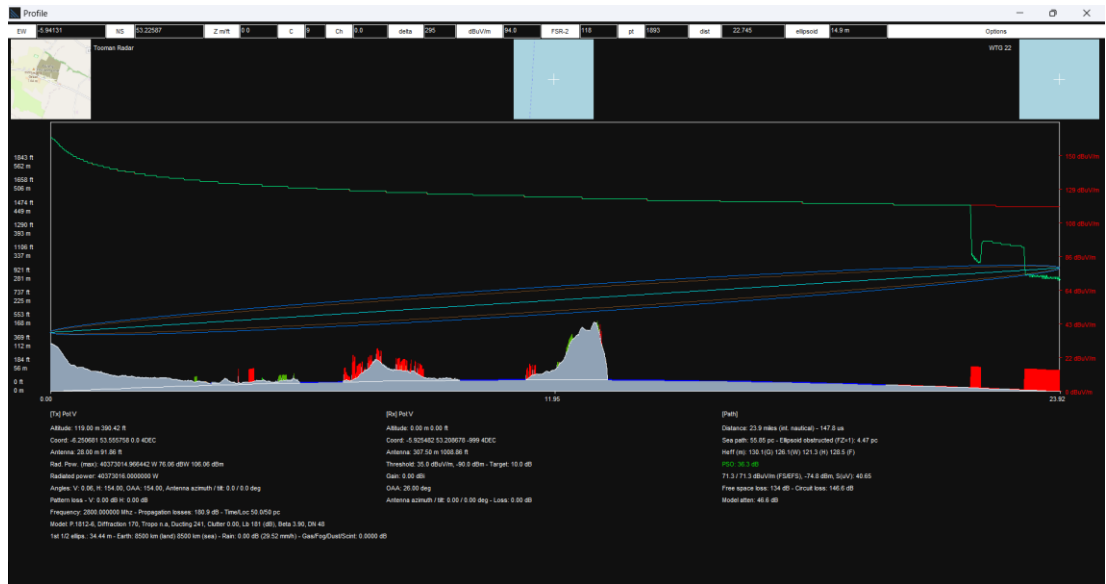 Profile
EW -5.94131 NS 53.22587 Z m/ft 0 0 C 9 Ch 0.0 delta 295 dBuV/m 94.0 FSR-2 118 pt 1893 dist 22.745 ellipsoid 14.9 m Options
Tooman Radar
WTG 22
1843 ft
562 m
1658 ft
506 m
1474 ft
449 m
1290 ft
393 m
1106 ft
337 m
921 ft
281 m
737 ft
225 m
553 ft
168 m
369 ft
112 m
184 ft
56 m
0 ft
0 m
150 dBuV/m
120 dBuV/m
100 dBuV/m
80 dBuV/m
64 dBuV/m
40 dBuV/m
22 dBuV/m
0 dBuV/m
0.00 11.95 23.92
[Tx] Pol V
Altitude: 119.00 m 390.42 ft
Coord: -6.250681 53.555758 0.0 4DEC
Antenna: 28.00 m 91.86 ft
Rad. Pow. (max): 40373014.966442 W 76.06 dBW 106.06 dBm
Radiated power: 40373016.0000000 W
Angles: V: 0.06, H: 154.00, OAA: 154.00, Antenna azimuth / tilt: 0.0 / 0.0 deg
Pattern loss - V: 0.00 dB H: 0.00 dB
Frequency: 2800.000000 Mhz - Propagation losses: 180.9 dB - Time/Loc 50.0/50 pc
Model: P.1812-6, Diffraction 170, Tropo n.a, Ducting 241, Clutter 0.00, Lb 181 (dB), Beta 3.90, DN 48
1st 1/2 ellips.: 34.44 m - Earth: 8500 km (land) 8500 km (sea) - Rain: 0.00 dB (29.52 mm/h) - Gas/Fog/Dust/Scint: 0.0000 dB
[Rx] Pol V
Altitude: 0.00 m 0.00 ft
Coord: -5.925482 53.208678 -999 4DEC
Antenna: 307.50 m 1008.86 ft
Threshold: 35.0 dBuV/m, -90.8 dBm - Target: 10.0 dB
Gain: 0.00 dBi
OAA: 26.00 deg
Antenna azimuth / tilt: 0.00 / 0.00 deg - Loss: 0.00 dB
[Path]
Distance: 23.9 miles (int. nautical) - 147.8 us
Sea path: 55.85 pc - Ellipsoid obstructed (FZ=1): 4.47 pc
Heff (m): 130.1(G) 126.1(W) 121.3 (H) 128.5 (F)
PSO: 36.3 dB
71.3 / 71.3 dBuV/m (FS/EFS), -74.8 dBm, S(uV): 40.65
Free space loss: 134 dB - Circuit loss: 146.6 dB
Model atten: 46.6 dB